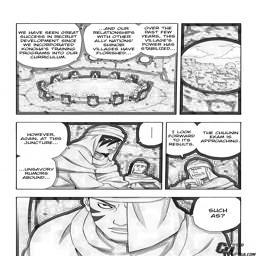 OVER THE
PAST FEW
YEARS, THIS
VILLAGE'S
POWER HAS
STABILIZED...
...AND OUR
RELATIONSHIPS
WITH OTHER
ALLY NATIONS'
SHINOBI
VILLAGES HAVE
FLORISHED...
WE HAVE SEEN GREAT
SUCCESS IN RECRUIT
DEVELOPMENT SINCE
WE INCORPORATED
KONOHA'S TRAINING
PROGRAMS INTO OUR
CURRICULUM.
THE CHUUNIN
EXAM IS
APPROACHING.
I LOOK
FORWARD
TO ITS
RESULTS.
HOWEVER,
AGAIN, AT THIS
JUNCTURE...
...UNSAVORY
RUMORS
ABOUND...
SUCH
AS?